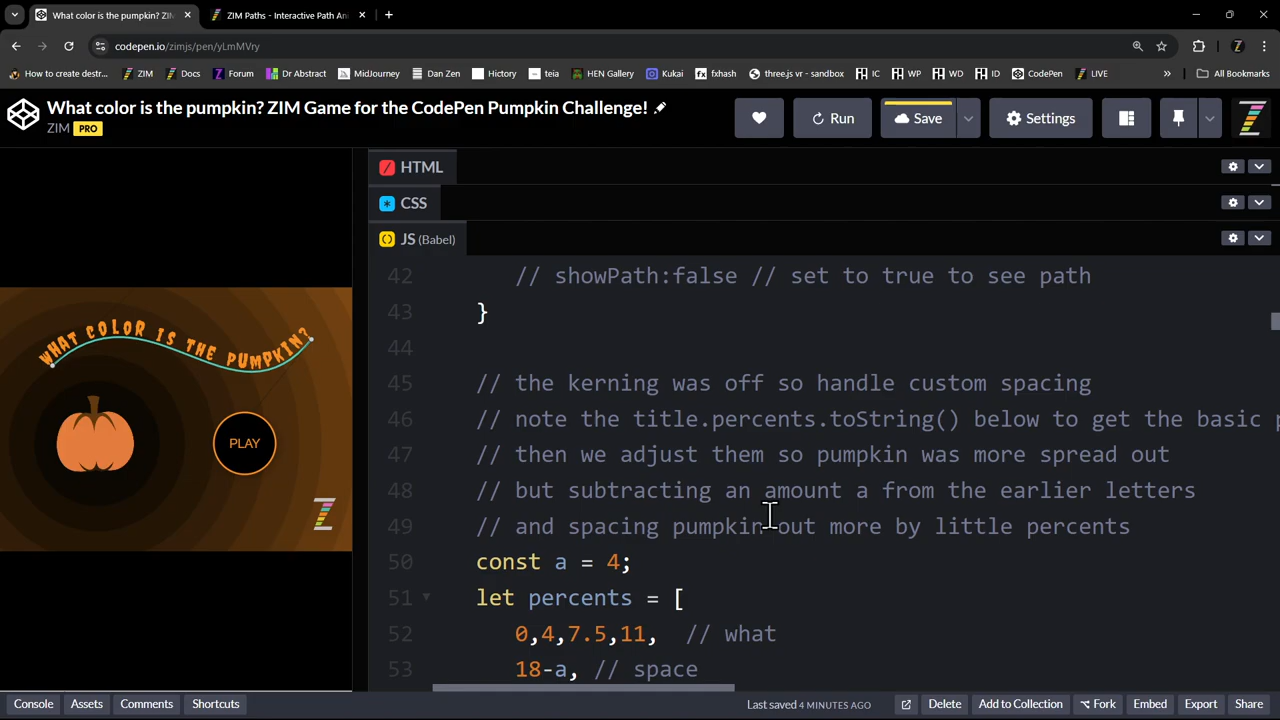 What color is the pumpkin? ZIM
ZIM Paths - Interactive Path Ani
codepen.io/zimjs/pen/yLmMVry
How to create destr...
ZIM
Docs
Forum
Dr Abstract
MidJourney
Dan Zen
Hictory
teia
HEN Gallery
Kukai
fxhash
three.js vr - sandbox
IC
WP
WD
ID
CodePen
LIVE
»
All Bookmarks
What color is the pumpkin? ZIM Game for the CodePen Pumpkin Challenge!
ZIM PRO
Run
Save
Settings
HTML
CSS
JS (Babel)
WHAT COLOR IS THE PUMPKIN?
PLAY
42 // showPath:false // set to true to see path
43 }
44
45 // the kerning was off so handle custom spacing
46 // note the title.percents.toString() below to get the basic p
47 // then we adjust them so pumpkin was more spread out
48 // but subtracting an amount a from the earlier letters
49 // and spacing pumpkin out more by little percents
50 const a = 4;
51 let percents = [
52 0,4,7.5,11, // what
53 18-a, // space
Console
Assets
Comments
Shortcuts
Last saved 4 MINUTES AGO
Delete
Add to Collection
Fork
Embed
Export
Share